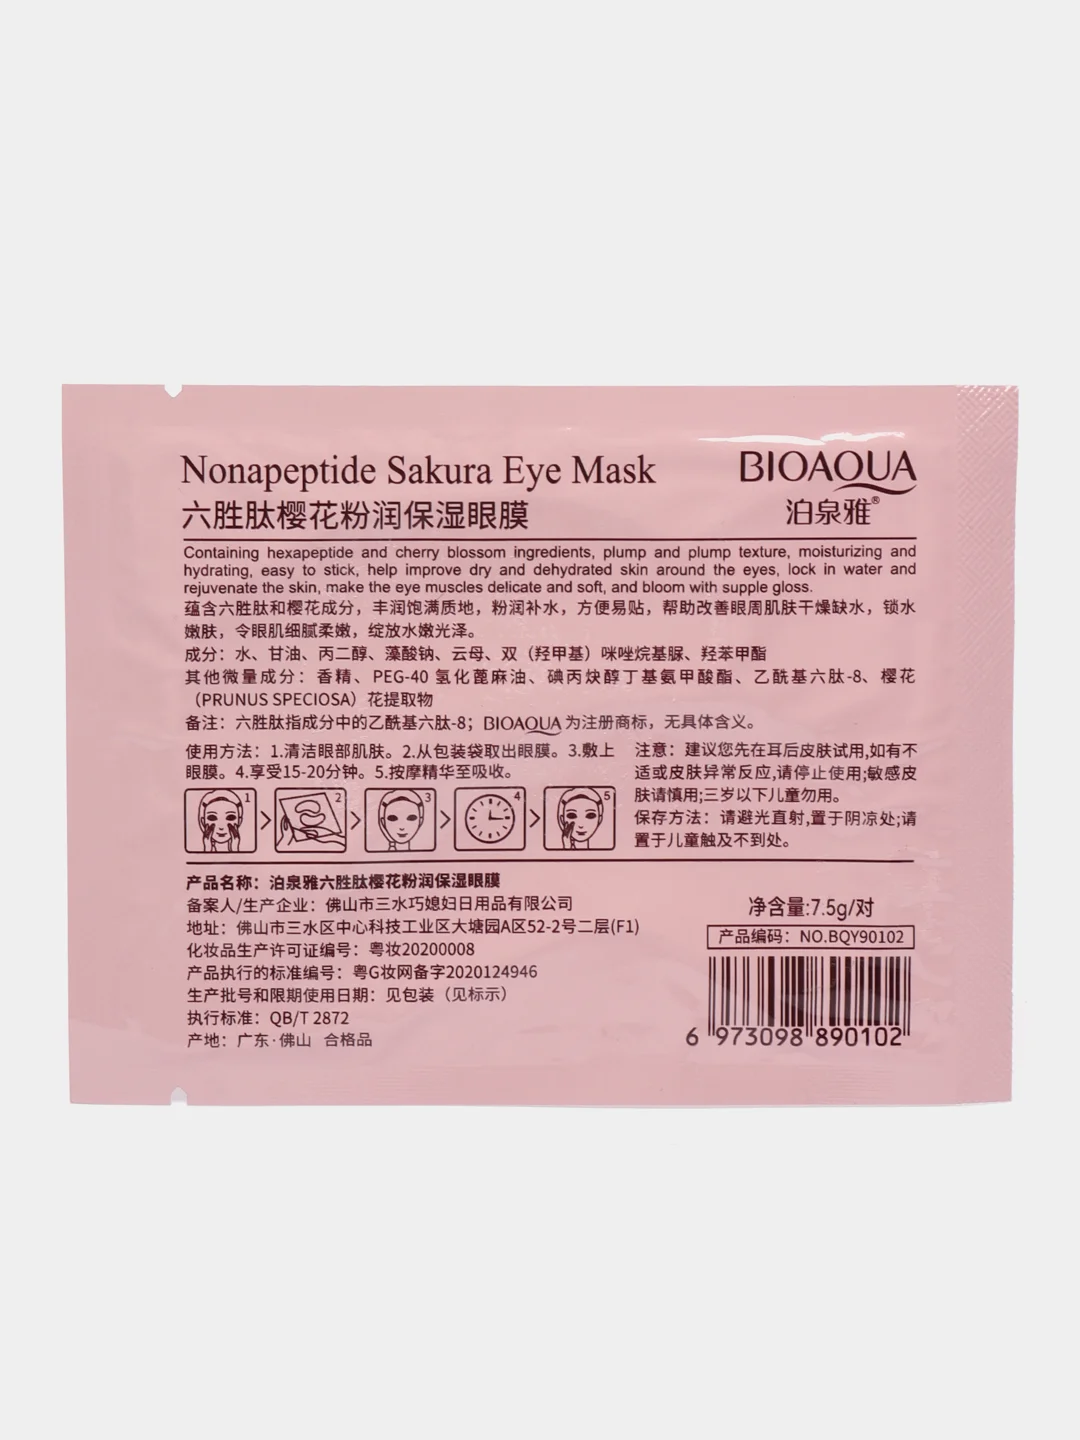 Nonapeptide Sakura Eye Mask
六胜肽樱花粉润保湿眼膜
BIOAQUA
泊泉雅®
Containing hexapeptide and cherry blossom ingredients, plump and plump texture, moisturizing and
hydrating, easy to stick, help improve dry and dehydrated skin around the eyes, lock in water and
rejuvenate the skin, make the eye muscles delicate and soft, and bloom with supple gloss.
蕴含六胜肽和樱花成分，丰润饱满质地，粉润补水，方便易贴，帮助改善眼周肌肤干燥缺水，锁水
嫩肤，令眼肌细腻柔嫩，绽放水嫩光泽。
成分：水、甘油、丙二醇、藻酸钠、云母、双（羟甲基）咪唑烷基脲、羟苯甲酯
其他微量成分：香精、PEG-40 氢化蓖麻油、碘丙炔醇丁基氨甲酸酯、乙酰基六肽-8、樱花
（PRUNUS SPECIOSA）花提取物
备注：六胜肽指成分中的乙酰基六肽-8；BIOAQUA为注册商标，无具体含义。
使用方法：1.清洁眼部肌肤。2.从包装袋取出眼膜。3.敷上
眼膜。4.享受15-20分钟。5.按摩精华至吸收。
1
2
3
4
5
注意：建议您先在耳后皮肤试用,如有不
适或皮肤异常反应,请停止使用;敏感皮
肤请慎用;三岁以下儿童勿用。
保存方法：请避光直射,置于阴凉处;请
置于儿童触及不到处。
产品名称：泊泉雅六胜肽樱花粉润保湿眼膜
备案人/生产企业：佛山市三水巧媳妇日用品有限公司
地址：佛山市三水区中心科技工业区大塘园A区52-2号二层(F1)
化妆品生产许可证编号：粤妆20200008
产品执行的标准编号：粤G妆网备字2020124946
生产批号和限期使用日期：见包装（见标示）
执行标准：QB/T 2872
产地：广东·佛山 合格品
净含量:7.5g/对
产品编码：NO.BQY90102
6 973098 890102